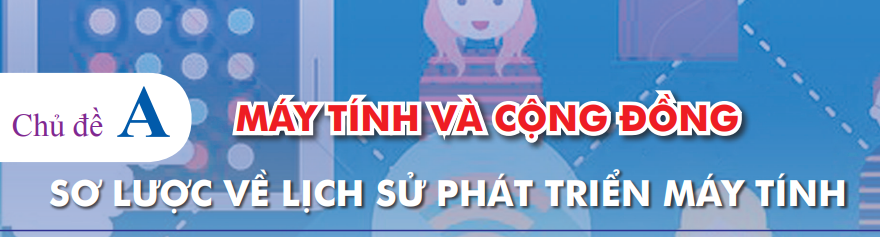 Chủ đề A
MÁY TÍNH VÀ CỘNG ĐỒNG
SƠ LƯỢC VỀ LỊCH SỬ PHÁT TRIỂN MÁY TÍNH